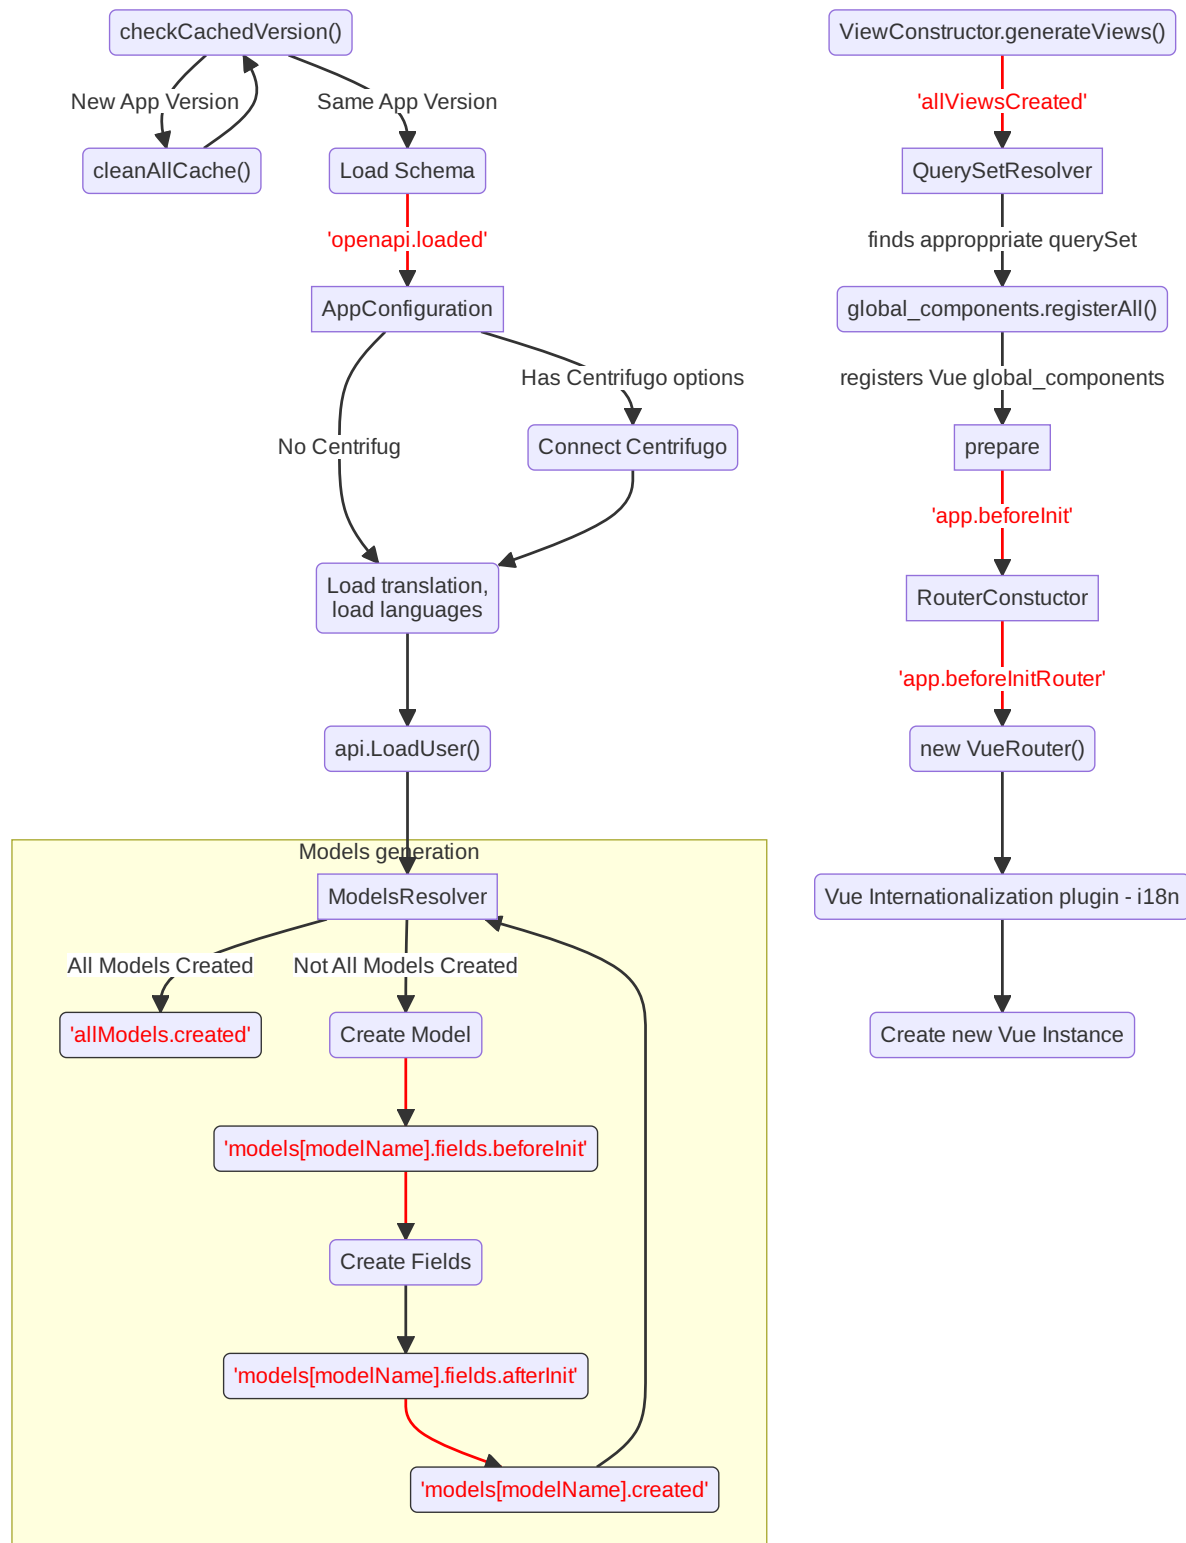 checkCachedVersion()
New App Version
Same App Version
cleanAllCache()
Load Schema
'openapi.loaded'
AppConfiguration
Has Centrifugo options
No Centrifug
Connect Centrifugo
Load translation,
load languages
api.LoadUser()
Models generation
ModelsResolver
All Models Created
Not All Models Created
'allModels.created'
Create Model
'models[modelName].fields.beforeInit'
Create Fields
'models[modelName].fields.afterInit'
'models[modelName].created'
ViewConstructor.generateViews()
'allViewsCreated'
QuerySetResolver
finds approppriate querySet
global_components.registerAll()
registers Vue global_components
prepare
'app.beforeInit'
RouterConstuctor
'app.beforeInitRouter'
new VueRouter()
Vue Internationalization plugin - i18n
Create new Vue Instance